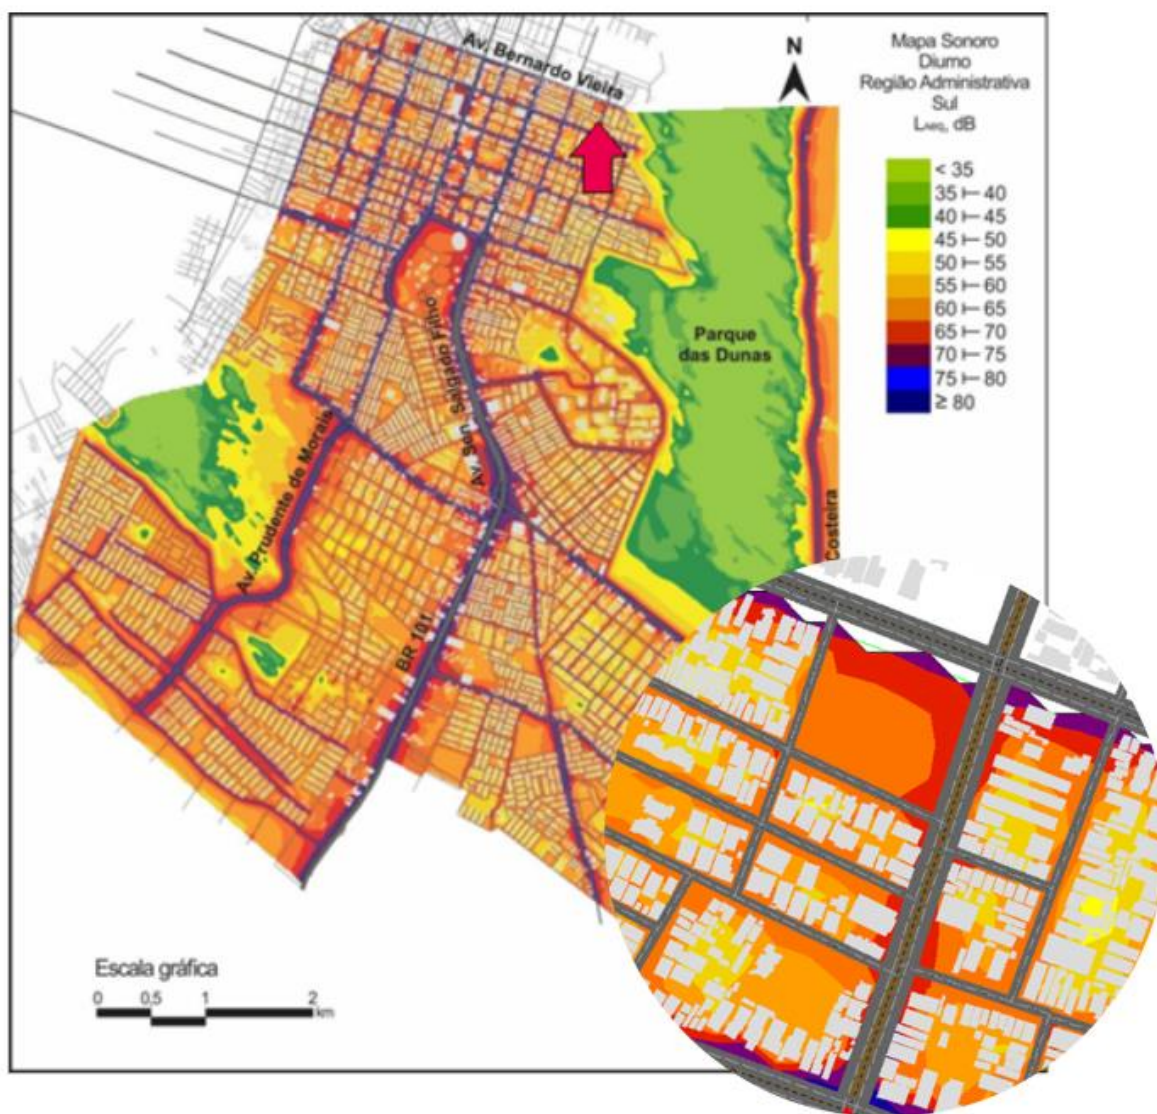 Av. Bernardo Vieira
N
Mapa Sonoro
Diurno
Região Administrativa
Sul
LAeq, dB
< 35
35 ⊢ 40
40 ⊢ 45
45 ⊢ 50
50 ⊢ 55
55 ⊢ 60
60 ⊢ 65
65 ⊢ 70
70 ⊢ 75
75 ⊢ 80
≥ 80
Parque
das Dunas
Av. Sen. Salgado Filho
Av. Prudente de Morais
Costeira
BR 101
Escala gráfica
0 0,5 1 2
km